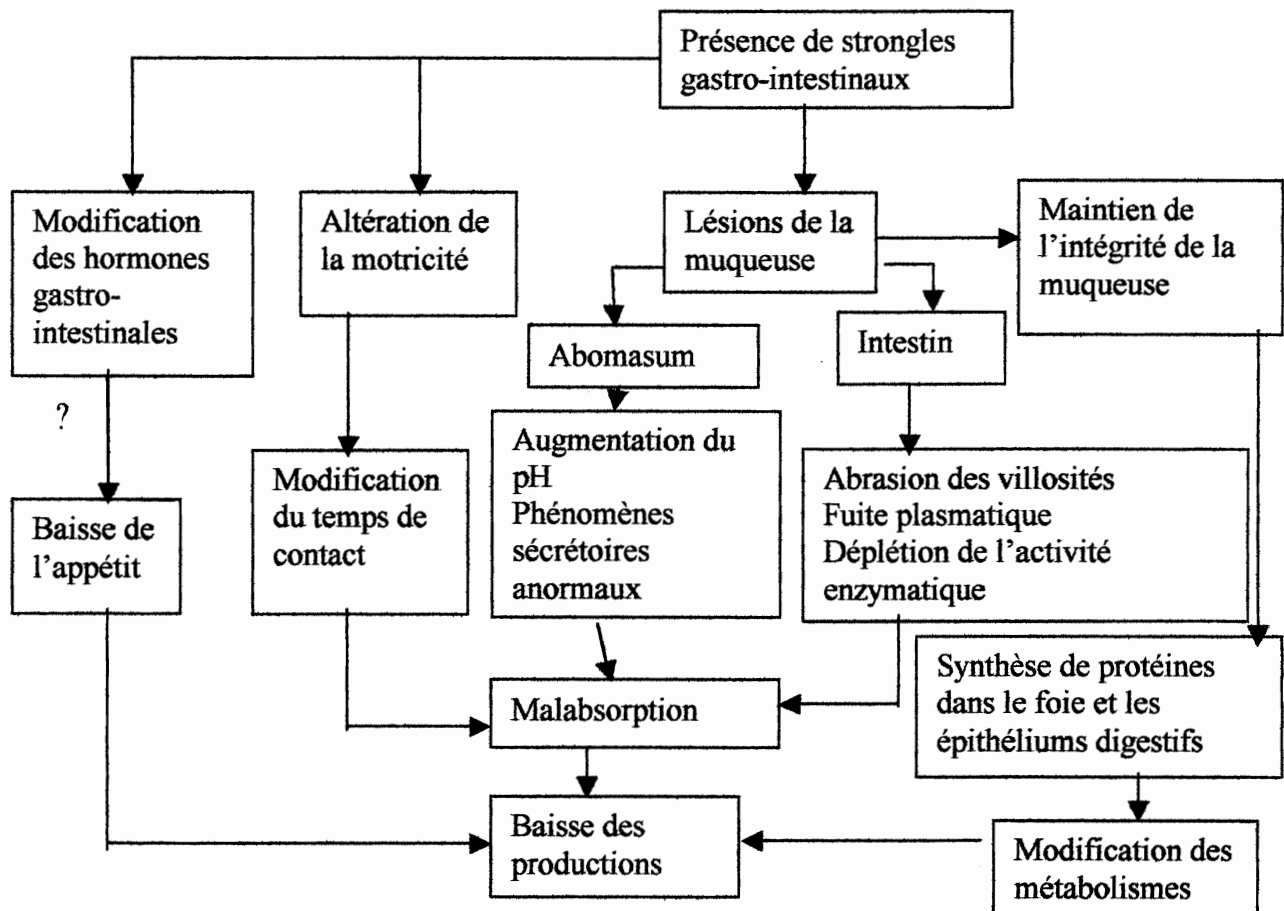 Présence de strongles
gastro-intestinaux
Modification
des hormones
gastro-
intestinales
Altération de
la motricité
Lésions de la
muqueuse
Maintien de
l'intégrité de la
muqueuse
Abomasum
Intestin
?
Baisse de
l'appétit
Modification
du temps de
contact
Augmentation du
pH
Phénomènes
sécrétoires
anormaux
Abrasion des villosités
Fuite plasmatique
Déplétion de l'activité
enzymatique
Malabsorption
Synthèse de protéines
dans le foie et les
épithéliums digestifs
Baisse des
productions
Modification des
métabolismes